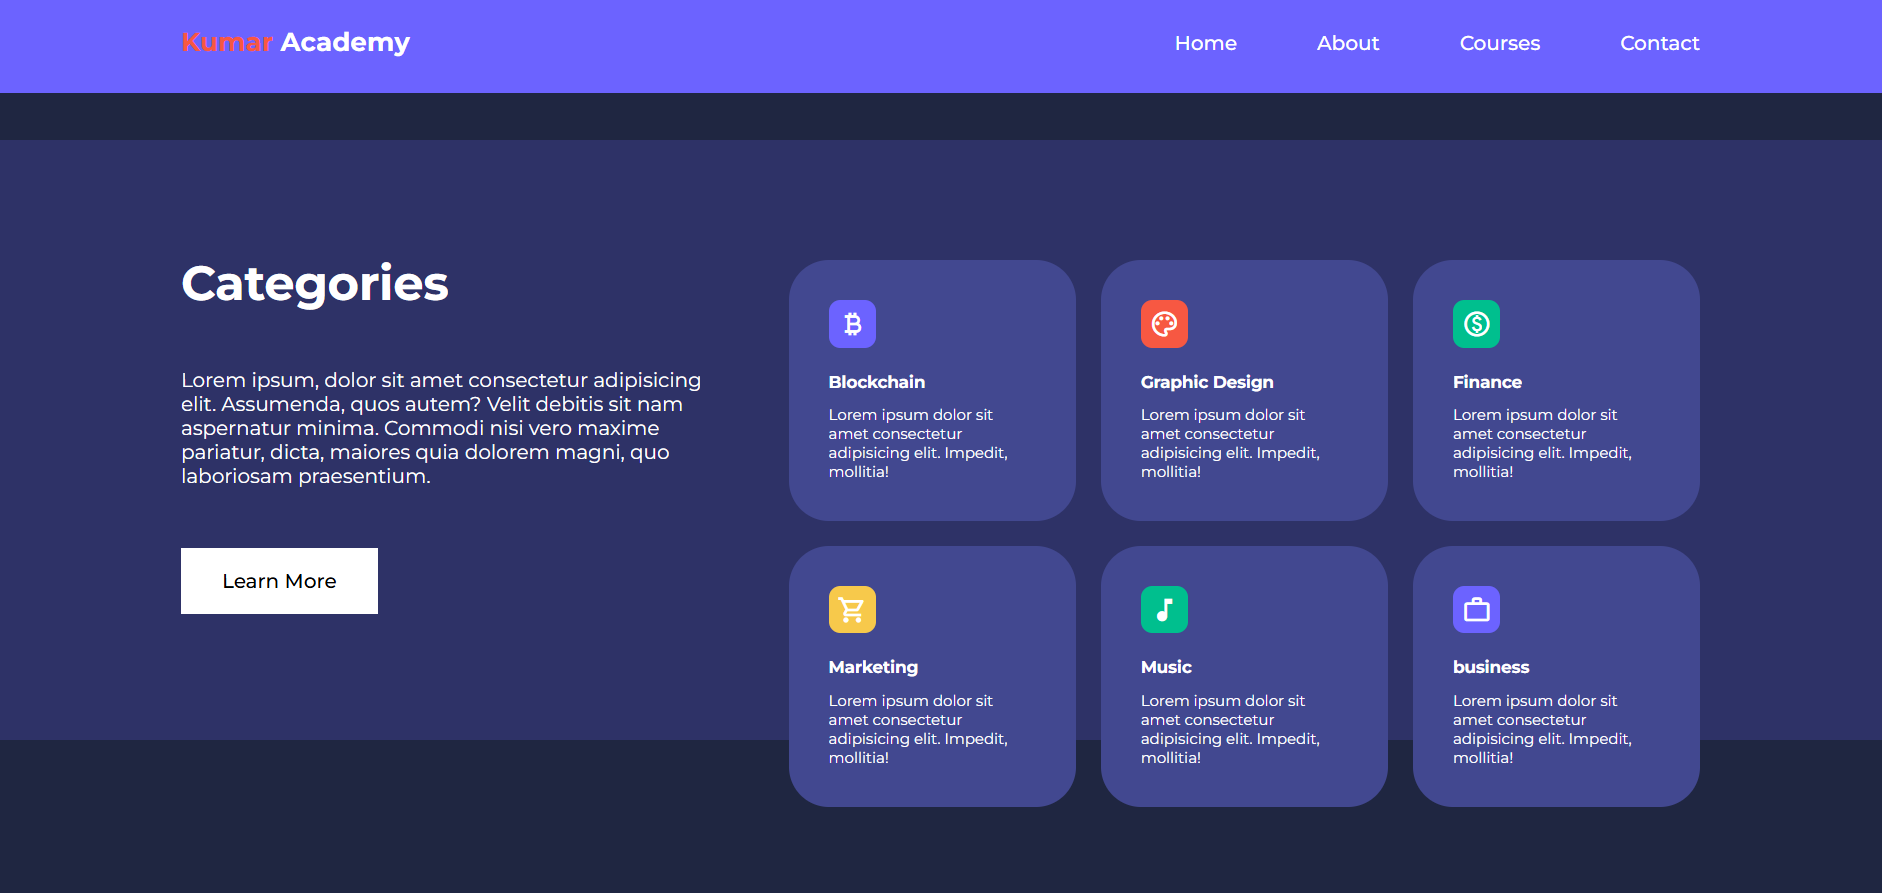 Kumar Academy
Home
About
Courses
Contact
Categories
Lorem ipsum, dolor sit amet consectetur adipisicing
elit. Assumenda, quos autem? Velit debitis sit nam
aspernatur minima. Commodi nisi vero maxime
pariatur, dicta, maiores quia dolorem magni, quo
laboriosam praesentium.
Learn More
Blockchain
Lorem ipsum dolor sit
amet consectetur
adipisicing elit. Impedit,
mollitia!
Graphic Design
Lorem ipsum dolor sit
amet consectetur
adipisicing elit. Impedit,
mollitia!
Finance
Lorem ipsum dolor sit
amet consectetur
adipisicing elit. Impedit,
mollitia!
Marketing
Lorem ipsum dolor sit
amet consectetur
adipisicing elit. Impedit,
mollitia!
Music
Lorem ipsum dolor sit
amet consectetur
adipisicing elit. Impedit,
mollitia!
business
Lorem ipsum dolor sit
amet consectetur
adipisicing elit. Impedit,
mollitia!